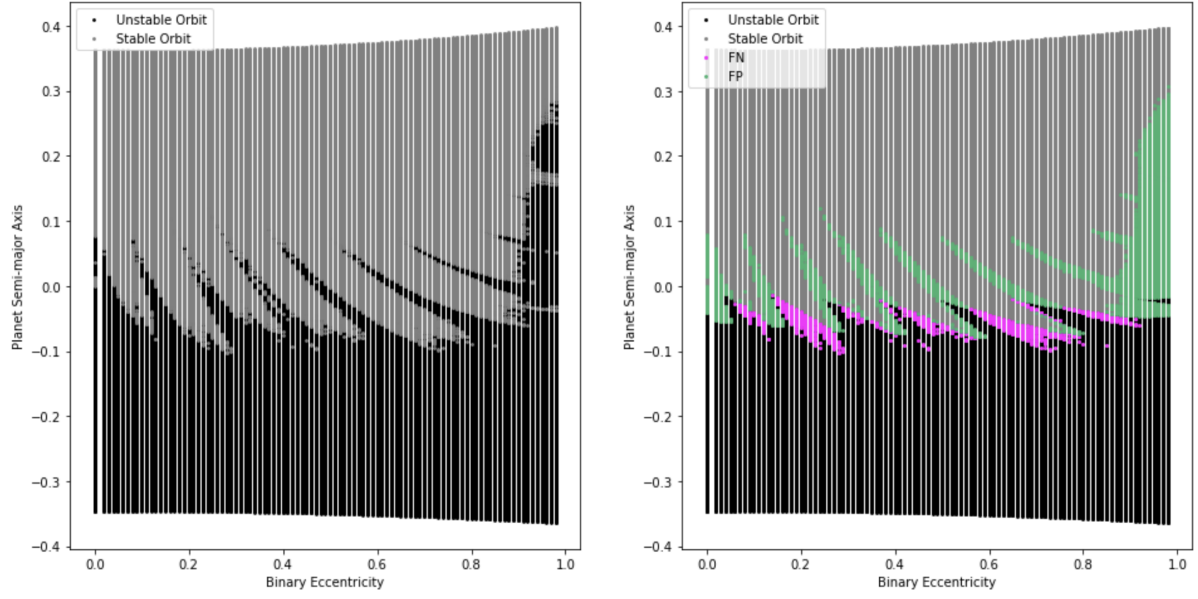 Unstable Orbit
Stable Orbit
0.4
0.3
0.2
0.1
0.0
−0.1
−0.2
−0.3
−0.4
Planet Semi-major Axis
0.0 0.2 0.4 0.6 0.8 1.0
Binary Eccentricity
Unstable Orbit
Stable Orbit
FN
FP
0.4
0.3
0.2
0.1
0.0
−0.1
−0.2
−0.3
−0.4
Planet Semi-major Axis
0.0 0.2 0.4 0.6 0.8 1.0
Binary Eccentricity